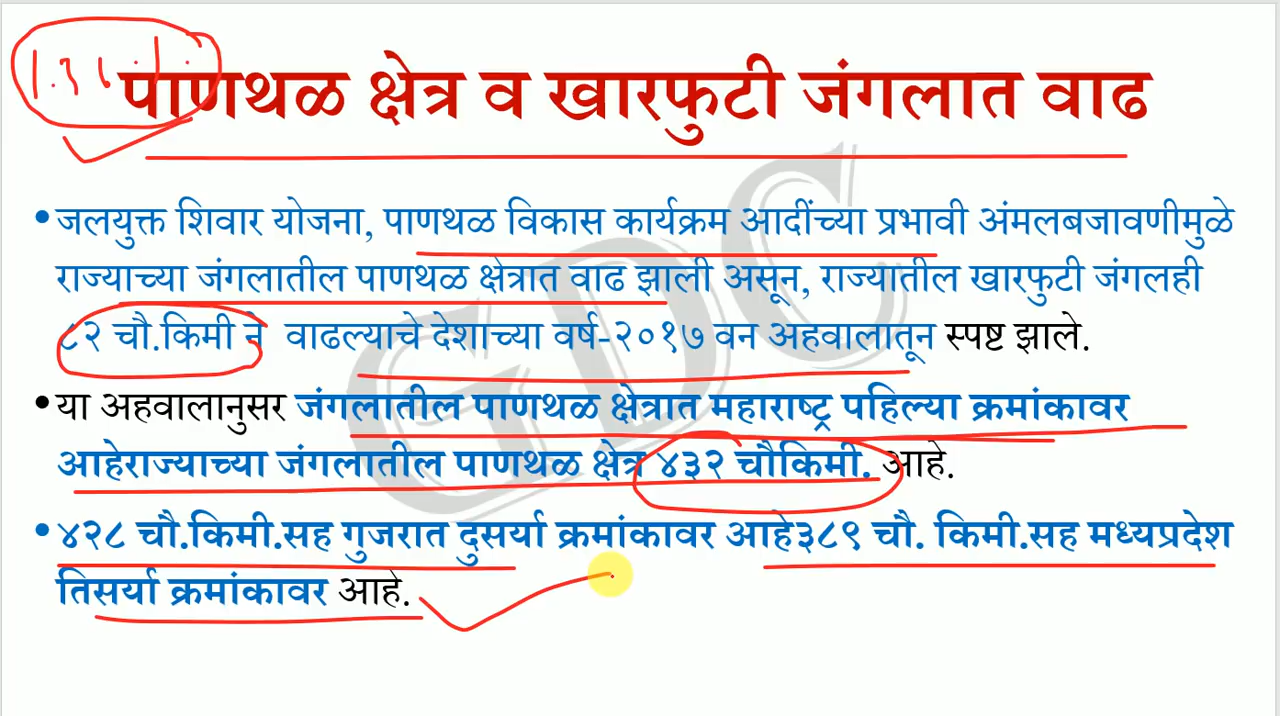 पाणथळ क्षेत्र व खारफुटी जंगलात वाढ
•जलयुक्त शिवार योजना, पाणथळ विकास कार्यक्रम आदींच्या प्रभावी अंमलबजावणीमुळे
राज्याच्या जंगलातील पाणथळ क्षेत्रात वाढ झाली असून, राज्यातील खारफुटी जंगलही
८२ चौ.किमी ने वाढल्याचे देशाच्या वर्ष-२०१७ वन अहवालातून स्पष्ट झाले.
•या अहवालानुसर जंगलातील पाणथळ क्षेत्रात महाराष्ट्र पहिल्या क्रमांकावर
आहेराज्याच्या जंगलातील पाणथळ क्षेत्र ४३२ चौकिमी. आहे.
•४२८ चौ.किमी.सह गुजरात दुसर्या क्रमांकावर आहे३८९ चौ. किमी.सह मध्यप्रदेश
तिसर्या क्रमांकावर आहे.
GDC